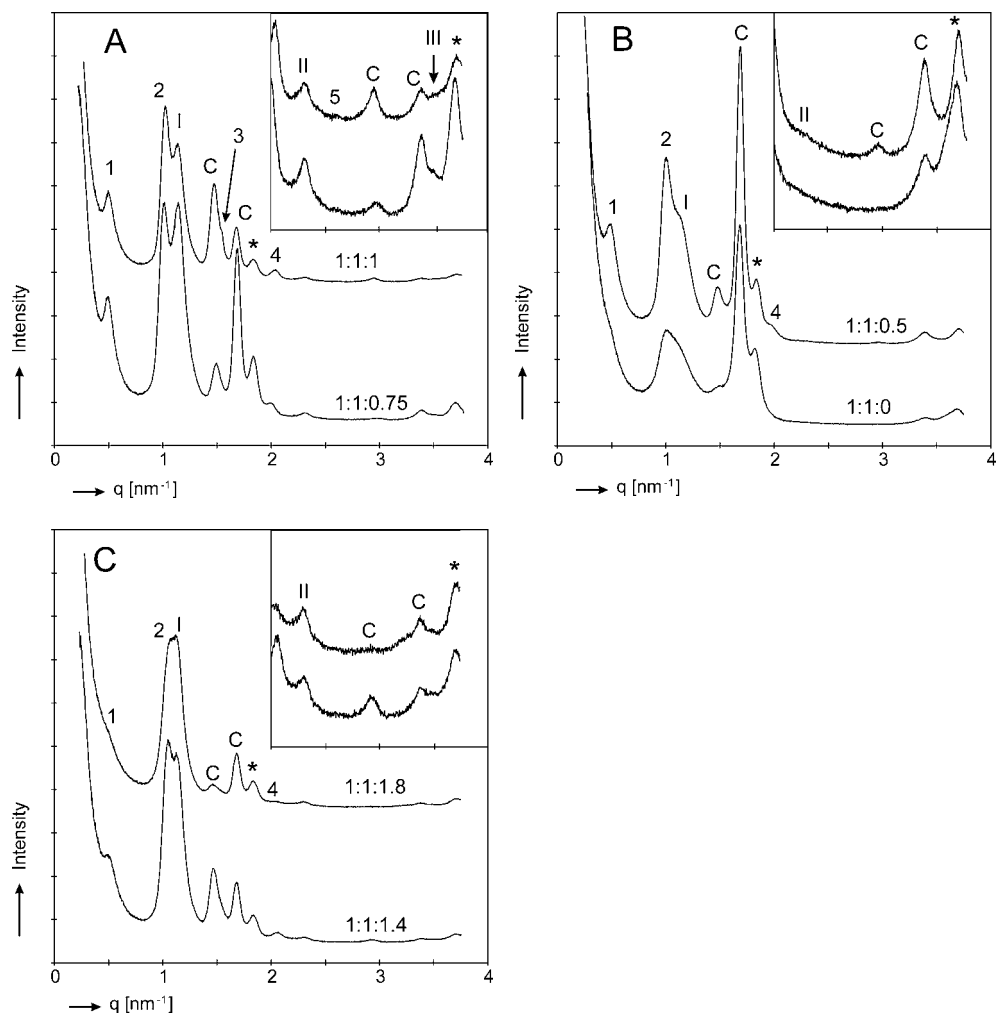 A
1
2
I
C
3
C
*
4
II
5
C
C
III
*
1:1:1
1:1:0.75
Intensity
0 1 2 3 4
q [nm-1]
B
1
2
I
C
C
*
4
II
C
C
*
1:1:0.5
1:1:0
Intensity
0 1 2 3 4
q [nm-1]
C
1
2
I
C
C
*
4
II
C
C
*
1:1:1.8
1:1:1.4
Intensity
0 1 2 3 4
q [nm-1]